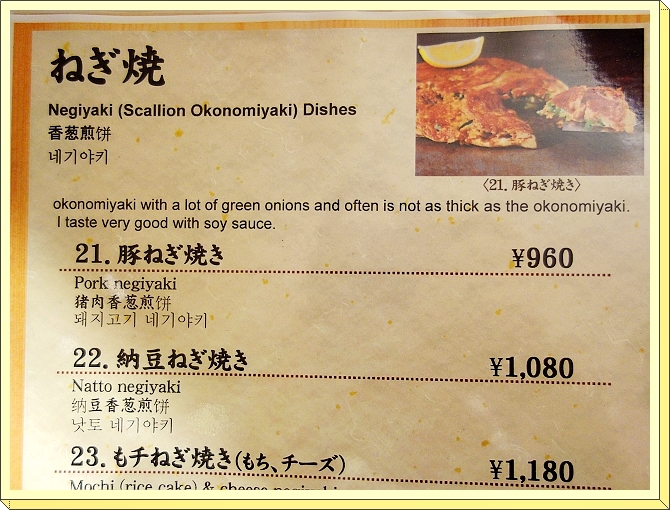 ねぎ焼
Negiyaki (Scallion Okonomiyaki) Dishes
香葱煎饼
네기야키
〈21. 豚ねぎ焼き〉
okonomiyaki with a lot of green onions and often is not as thick as the okonomiyaki.
I taste very good with soy sauce.
21. 豚ねぎ焼き ¥960
Pork negiyaki
猪肉香葱煎饼
돼지고기 네기야키
22. 納豆ねぎ焼き ¥1,080
Natto negiyaki
纳豆香葱煎饼
낫토 네기야키
23. もチねぎ焼き(もち、チーズ) ¥1,180
Mochi (rice cake) & cheese negiyaki